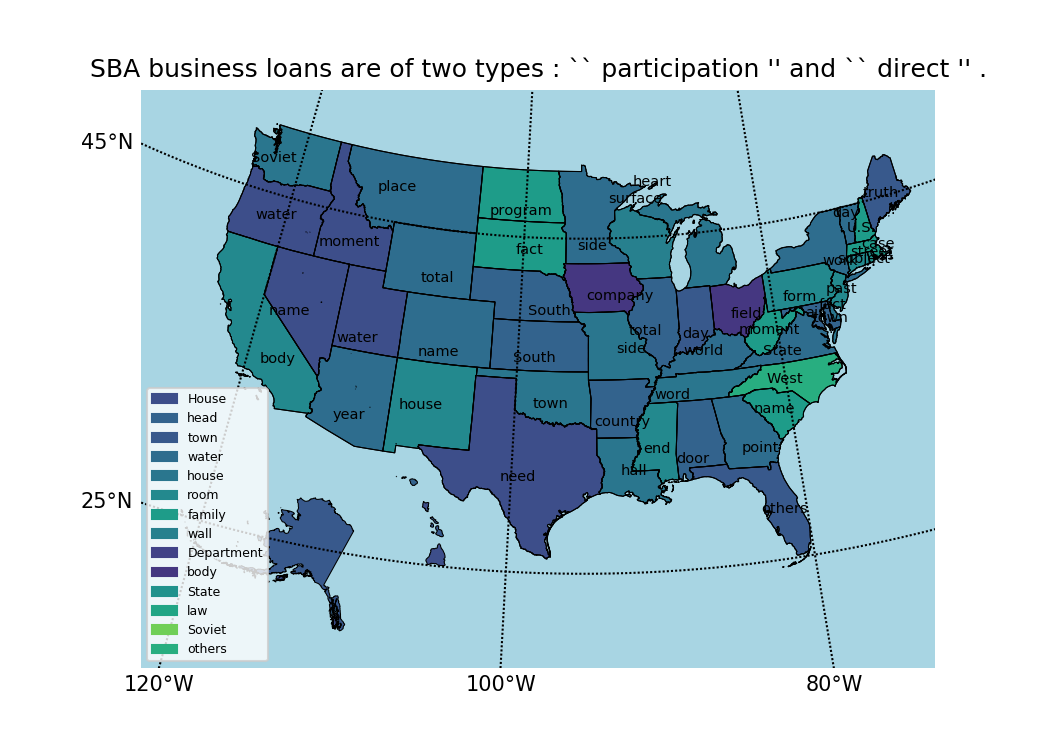 SBA business loans are of two types : `` participation '' and `` direct '' .
45°N
25°N
120°W
100°W
80°W
Soviet
place
program
heart
surface
truth
day
U.S.
water
moment
fact
side
case
work
total
company
form
past
name
South
field
fact
town
water
name
total
day
moment
side
world
State
body
South
West
year
house
town
word
name
country
end
door
point
need
hall
others
House
head
town
water
house
room
family
wall
Department
body
State
law
Soviet
others